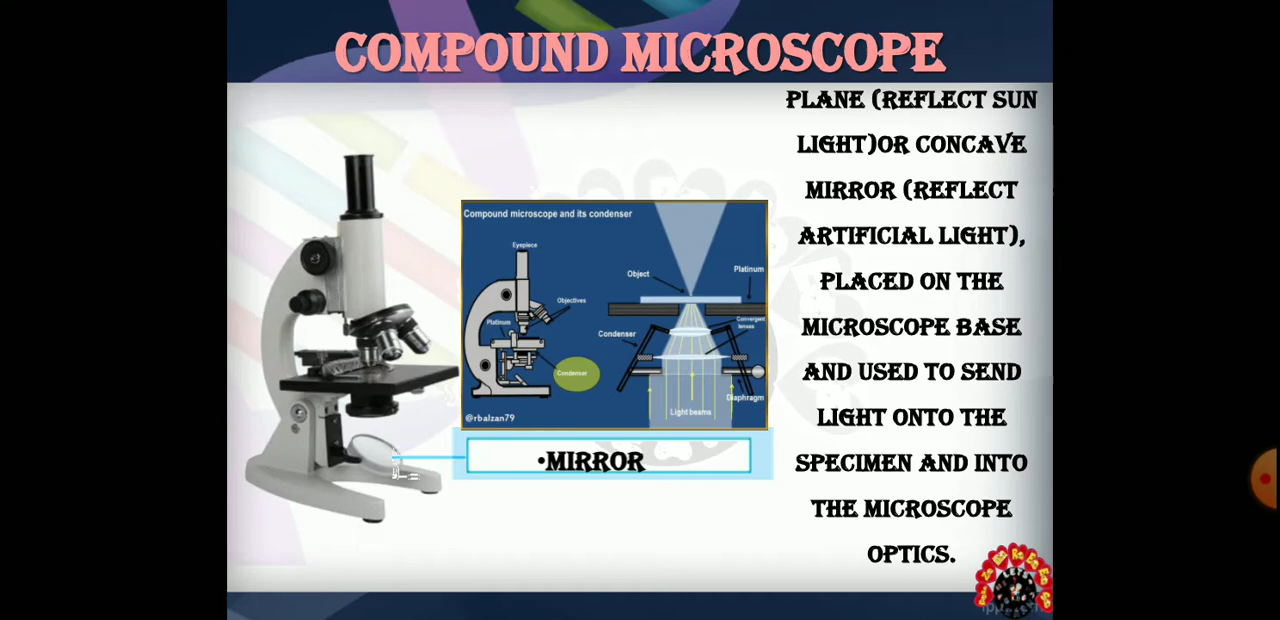 COMPOUND MICROSCOPE
PLANE (REFLECT SUN
LIGHT)OR CONCAVE
MIRROR (REFLECT
ARTIFICIAL LIGHT),
PLACED ON THE
MICROSCOPE BASE
AND USED TO SEND
LIGHT ONTO THE
SPECIMEN AND INTO
THE MICROSCOPE
OPTICS.
Compound microscope and its condenser
Eyepiece
Objectives
Platinum
Condenser
@rbalzan79
Object
Platinum
Convergent
lenses
Condenser
Diaphragm
Light beams
•MIRROR